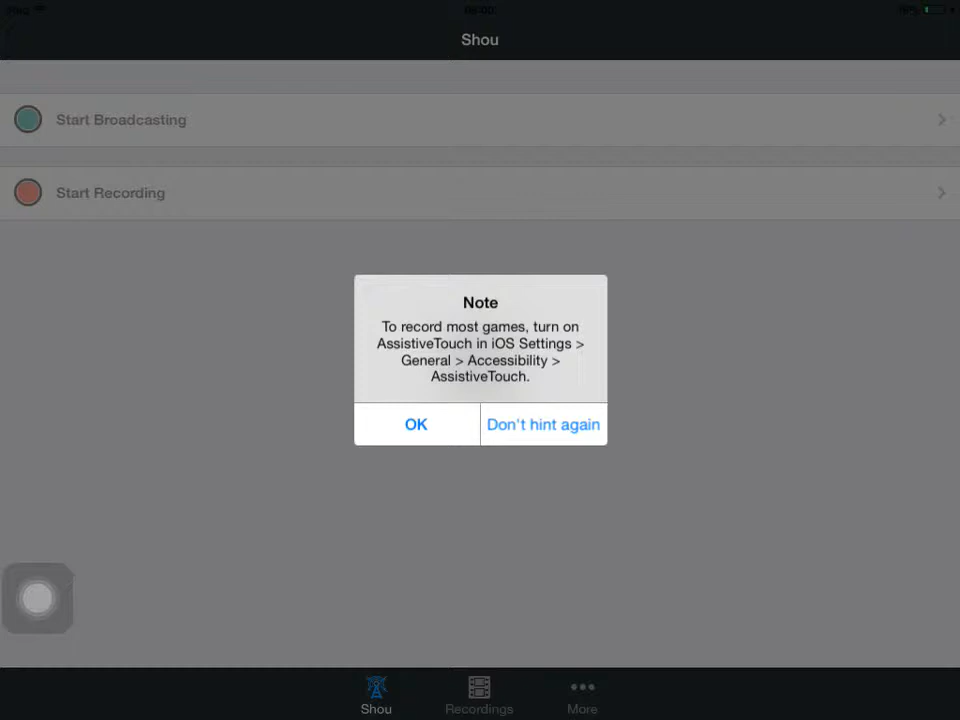 iPad
Shou
Start Broadcasting
Start Recording
Note
To record most games, turn on
AssistiveTouch in iOS Settings >
General > Accessibility >
AssistiveTouch.
OK
Don't hint again
Shou
Recordings
More